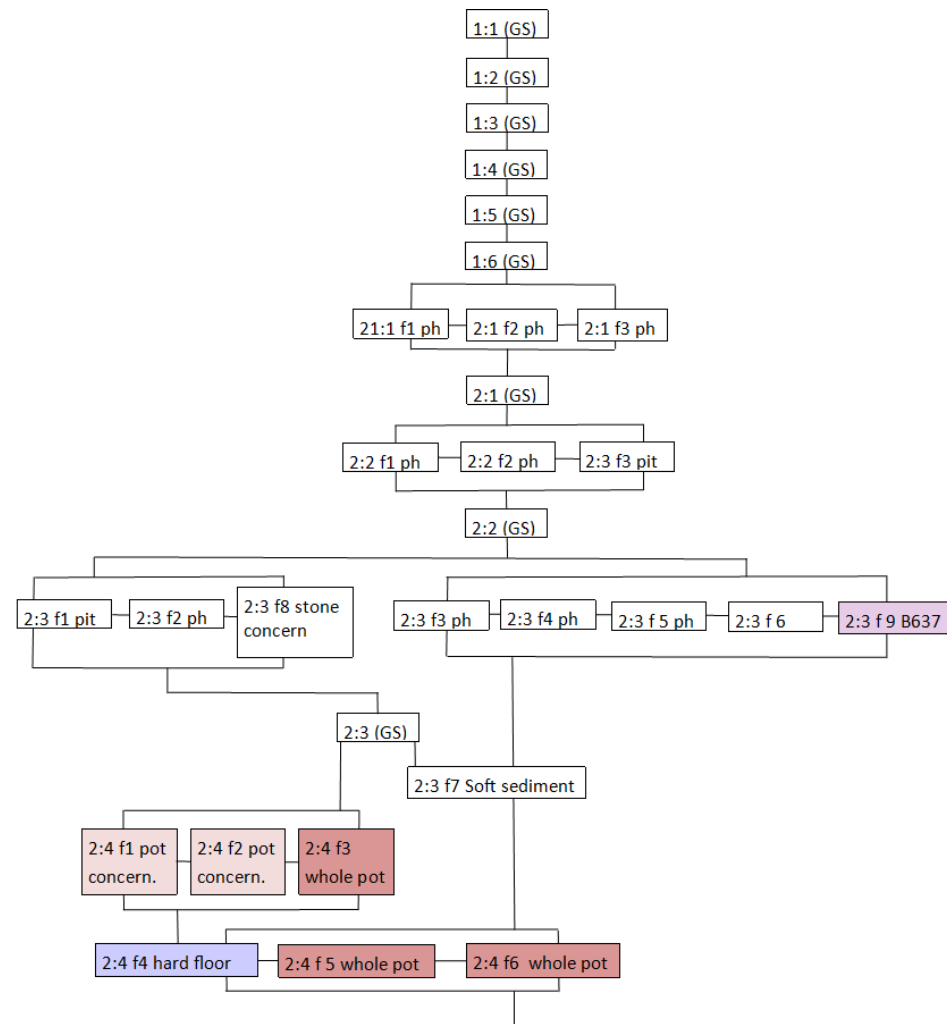 1:1 (GS)
1:2 (GS)
1:3 (GS)
1:4 (GS)
1:5 (GS)
1:6 (GS)
21:1 f1 ph
2:1 f2 ph
2:1 f3 ph
2:1 (GS)
2:2 f1 ph
2:2 f2 ph
2:3 f3 pit
2:2 (GS)
2:3 f1 pit
2:3 f2 ph
2:3 f8 stone
concern
2:3 f3 ph
2:3 f4 ph
2:3 f 5 ph
2:3 f 6
2:3 f 9 B637
2:3 (GS)
2:3 f7 Soft sediment
2:4 f1 pot
concern.
2:4 f2 pot
concern.
2:4 f3
whole pot
2:4 f4 hard floor
2:4 f 5 whole pot
2:4 f6 whole pot